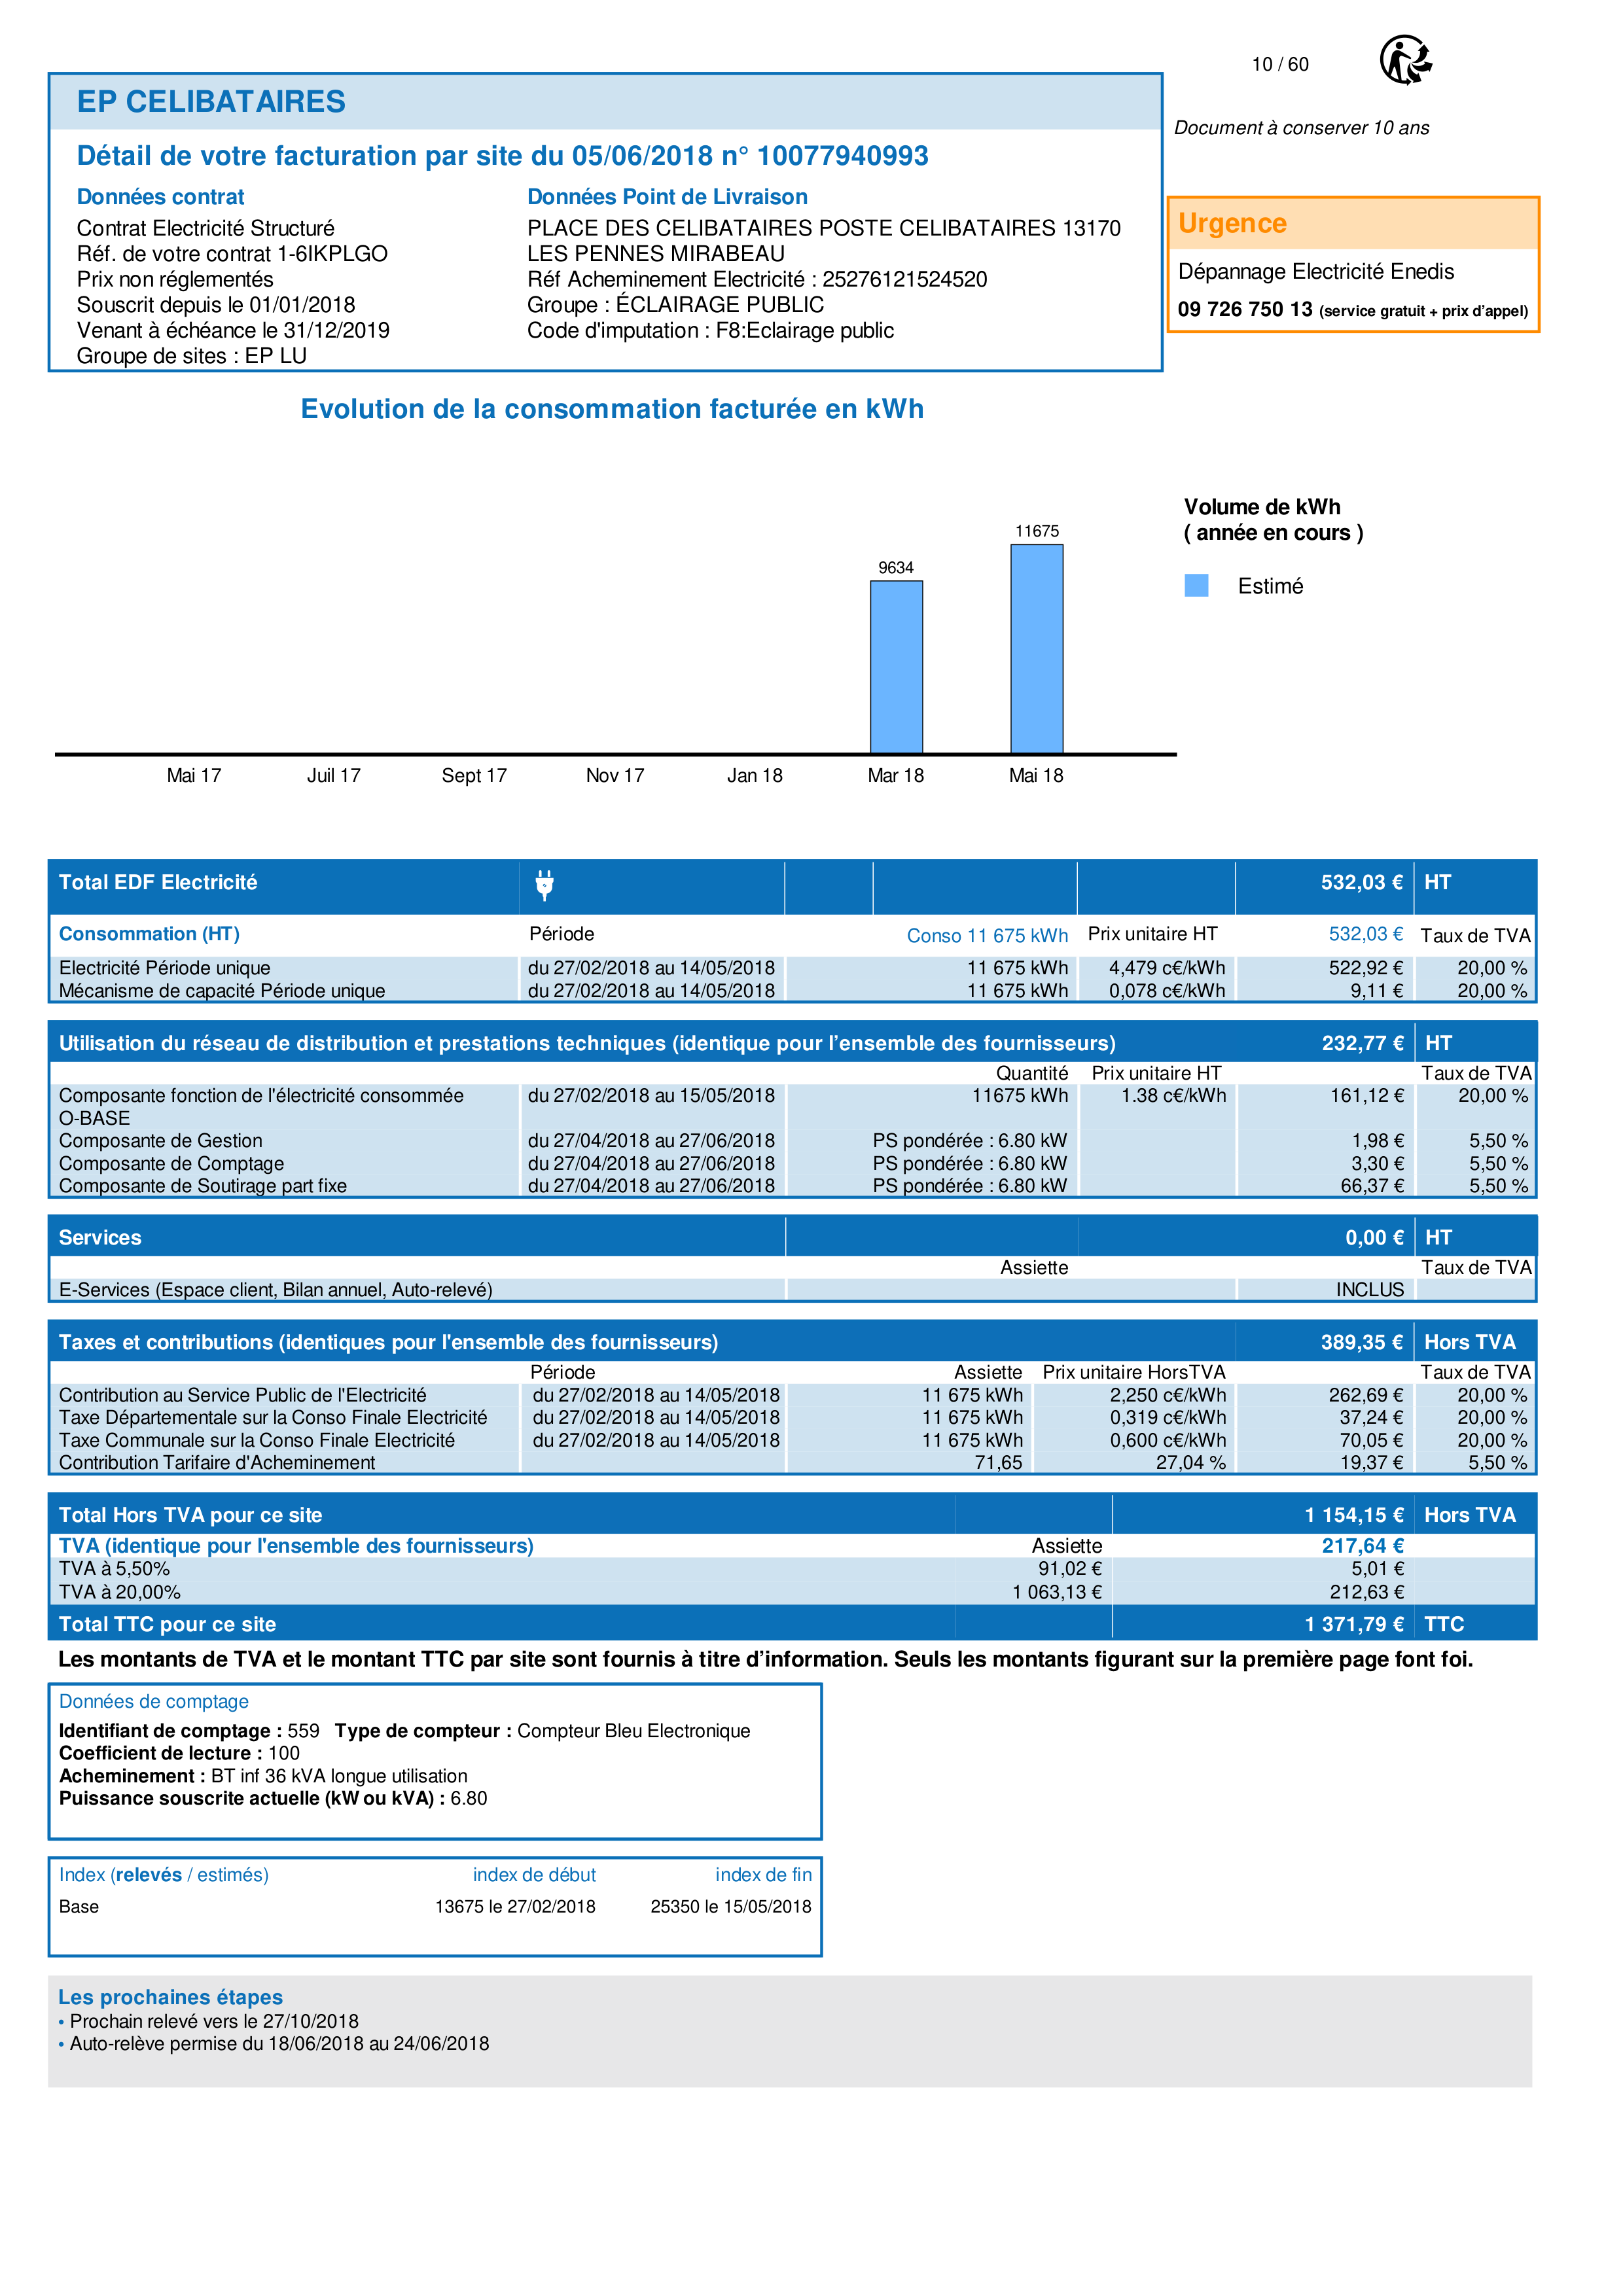 10 / 60
EP CELIBATAIRES
Document à conserver 10 ans
Détail de votre facturation par site du 05/06/2018 n° 10077940993
Données contrat
Contrat Electricité Structuré
Réf. de votre contrat 1-6IKPLGO
Prix non réglementés
Souscrit depuis le 01/01/2018
Venant à échéance le 31/12/2019
Groupe de sites : EP LU
Données Point de Livraison
PLACE DES CELIBATAIRES POSTE CELIBATAIRES 13170
LES PENNES MIRABEAU
Réf Acheminement Electricité : 25276121524520
Groupe : ÉCLAIRAGE PUBLIC
Code d'imputation : F8:Eclairage public
Urgence
Dépannage Electricité Enedis
09 726 750 13 (service gratuit + prix d’appel)
Evolution de la consommation facturée en kWh
Volume de kWh
( année en cours )
Estimé
9634
11675
Mai 17 Juil 17 Sept 17 Nov 17 Jan 18 Mar 18 Mai 18
Total EDF Electricité 532,03 € HT
Consommation (HT) Période Conso 11 675 kWh Prix unitaire HT 532,03 € Taux de TVA
Electricité Période unique du 27/02/2018 au 14/05/2018 11 675 kWh 4,479 c€/kWh 522,92 € 20,00 %
Mécanisme de capacité Période unique du 27/02/2018 au 14/05/2018 11 675 kWh 0,078 c€/kWh 9,11 € 20,00 %
Utilisation du réseau de distribution et prestations techniques (identique pour l’ensemble des fournisseurs) 232,77 € HT
Quantité Prix unitaire HT Taux de TVA
Composante fonction de l'électricité consommée du 27/02/2018 au 15/05/2018 11675 kWh 1.38 c€/kWh 161,12 € 20,00 %
O-BASE
Composante de Gestion du 27/04/2018 au 27/06/2018 PS pondérée : 6.80 kW 1,98 € 5,50 %
Composante de Comptage du 27/04/2018 au 27/06/2018 PS pondérée : 6.80 kW 3,30 € 5,50 %
Composante de Soutirage part fixe du 27/04/2018 au 27/06/2018 PS pondérée : 6.80 kW 66,37 € 5,50 %
Services 0,00 € HT
Assiette Taux de TVA
E-Services (Espace client, Bilan annuel, Auto-relevé) INCLUS
Taxes et contributions (identiques pour l'ensemble des fournisseurs) 389,35 € Hors TVA
Période Assiette Prix unitaire HorsTVA Taux de TVA
Contribution au Service Public de l'Electricité du 27/02/2018 au 14/05/2018 11 675 kWh 2,250 c€/kWh 262,69 € 20,00 %
Taxe Départementale sur la Conso Finale Electricité du 27/02/2018 au 14/05/2018 11 675 kWh 0,319 c€/kWh 37,24 € 20,00 %
Taxe Communale sur la Conso Finale Electricité du 27/02/2018 au 14/05/2018 11 675 kWh 0,600 c€/kWh 70,05 € 20,00 %
Contribution Tarifaire d'Acheminement 71,65 27,04 % 19,37 € 5,50 %
Total Hors TVA pour ce site 1 154,15 € Hors TVA
TVA (identique pour l'ensemble des fournisseurs) Assiette 217,64 €
TVA à 5,50% 91,02 € 5,01 €
TVA à 20,00% 1 063,13 € 212,63 €
Total TTC pour ce site 1 371,79 € TTC
Les montants de TVA et le montant TTC par site sont fournis à titre d’information. Seuls les montants figurant sur la première page font foi.
Données de comptage
Identifiant de comptage : 559 Type de compteur : Compteur Bleu Electronique
Coefficient de lecture : 100
Acheminement : BT inf 36 kVA longue utilisation
Puissance souscrite actuelle (kW ou kVA) : 6.80
Index (relevés / estimés) index de début index de fin
Base 13675 le 27/02/2018 25350 le 15/05/2018
Les prochaines étapes
• Prochain relevé vers le 27/10/2018
• Auto-relève permise du 18/06/2018 au 24/06/2018